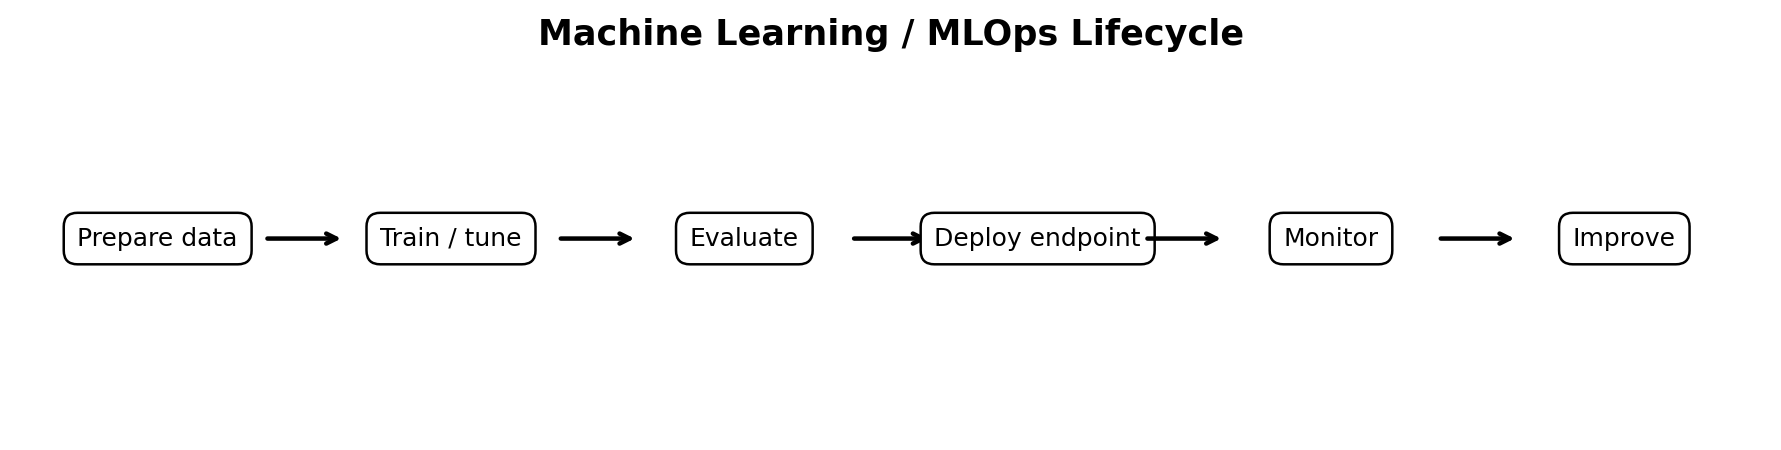 Machine Learning / MLOps Lifecycle
Prepare data
Train / tune
Evaluate
Deploy endpoint
Monitor
Improve